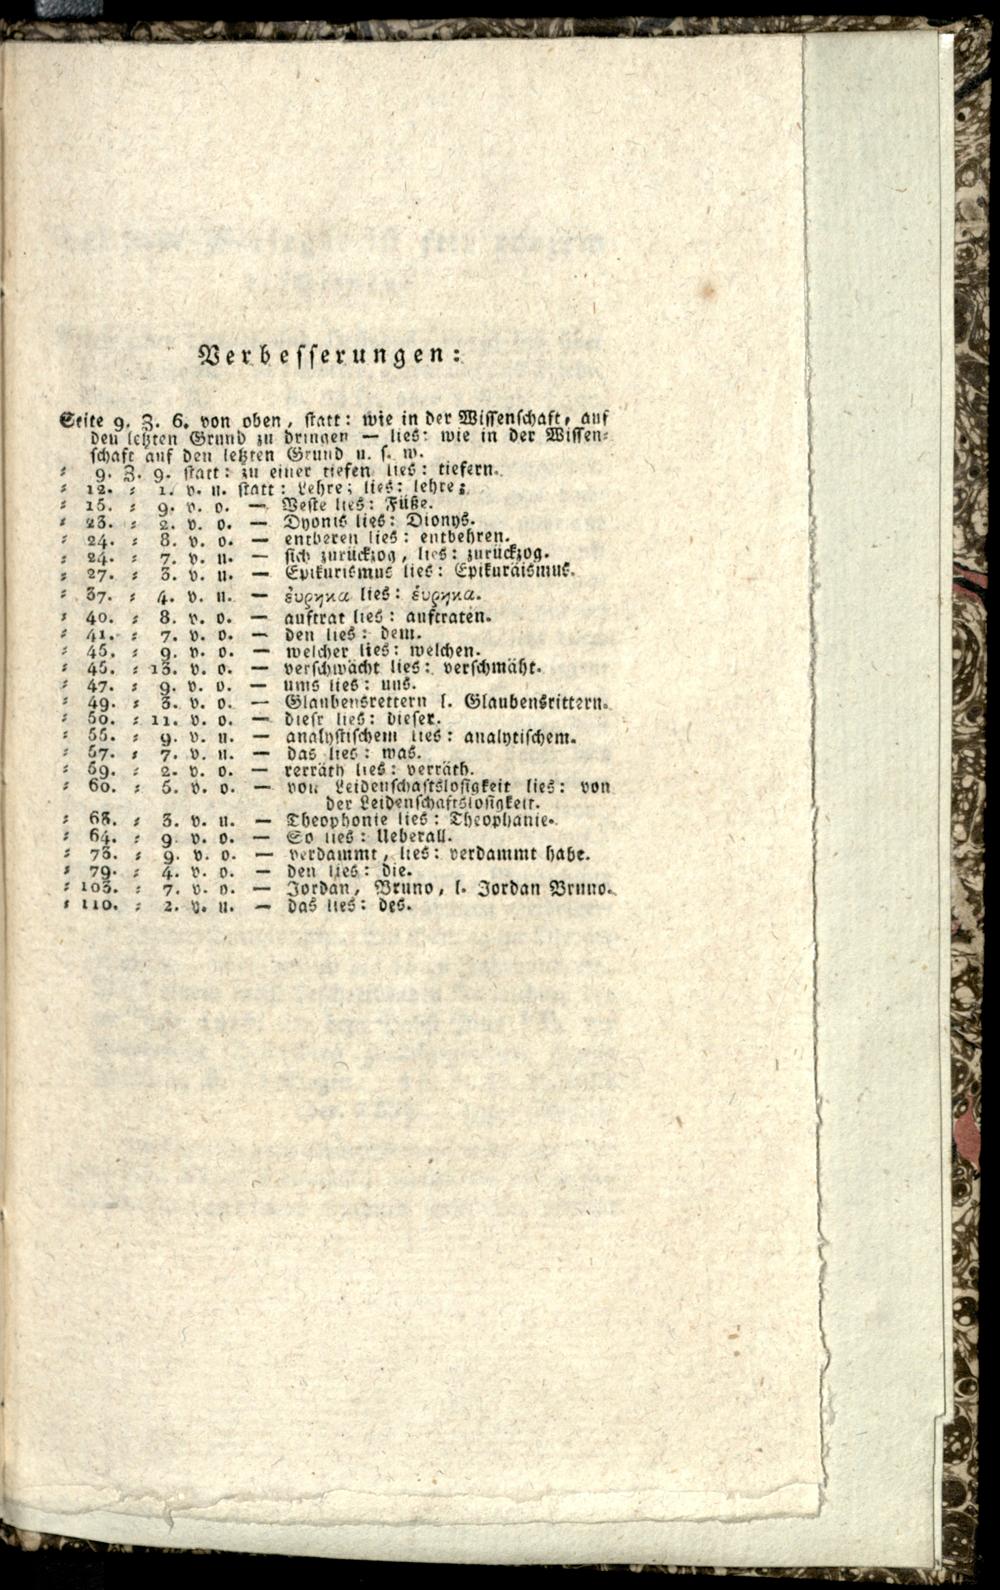 Verbesserungen:
Seite 9. Z. 6. von oben, statt: wie in der Wissenschaft, auf
den letzten Grund zu dringen — lies: wie in der Wissen⸗
schaft auf den letzten Grund u. s. w.
⸗ 9. Z. 9. statt: zu einer tiefen lies: tiefern.
⸗ 12. ⸗ 1. v. u. statt: Lehre; lies: lehre;
⸗ 15. ⸗ 9. v. o. — Veste lies: Füße.
⸗ 23. ⸗ 2. v. o. — Dyonis lies: Dionys.
⸗ 24. ⸗ 8. v. o. — entberen lies: entbehren.
⸗ 24. ⸗ 7. v. u. — sich zurückzog, lies: zurückzog.
⸗ 27. ⸗ 3. v. u. — Epikurismus lies: Epikuräismus.
⸗ 37. ⸗ 4. v. u. — ἐυρηκα lies: ἑυρηκα.
⸗ 40. ⸗ 8. v. o. — auftrat lies: auftraten.
⸗ 41. ⸗ 7. v. o. — den lies: dem.
⸗ 45. ⸗ 9. v. o. — welcher lies: welchen.
⸗ 45. ⸗ 13. v. o. — verschwächt lies: verschmäht.
⸗ 47. ⸗ 9. v. o. — ums lies: uns.
⸗ 49. ⸗ 3. v. o. — Glaubensrettern l. Glaubensrittern.
⸗ 50. ⸗ 11. v. o. — diesr lies: dieser.
⸗ 55. ⸗ 9. v. u. — analystischem lies: analytischem.
⸗ 57. ⸗ 7. v. u. — das lies: was.
⸗ 59. ⸗ 2. v. o. — rerräth lies: verräth.
⸗ 60. ⸗ 5. v. o. — von Leidenschaftslosigkeit lies: von
der Leidenschaftslosigkeit.
⸗ 63. ⸗ 3. v. u. — Theophonie lies: Theophanie.
⸗ 64. ⸗ 9. v. o. — So lies: Ueberall.
⸗ 73. ⸗ 9. v. o. — verdammt, lies: verdammt habe.
⸗ 79. ⸗ 4. v. o. — den lies: die.
⸗ 103. ⸗ 7. v. o. — Jordan, Bruno, l. Jordan Bruno.
⸗ 110. ⸗ 2. v. u. — das lies: des.